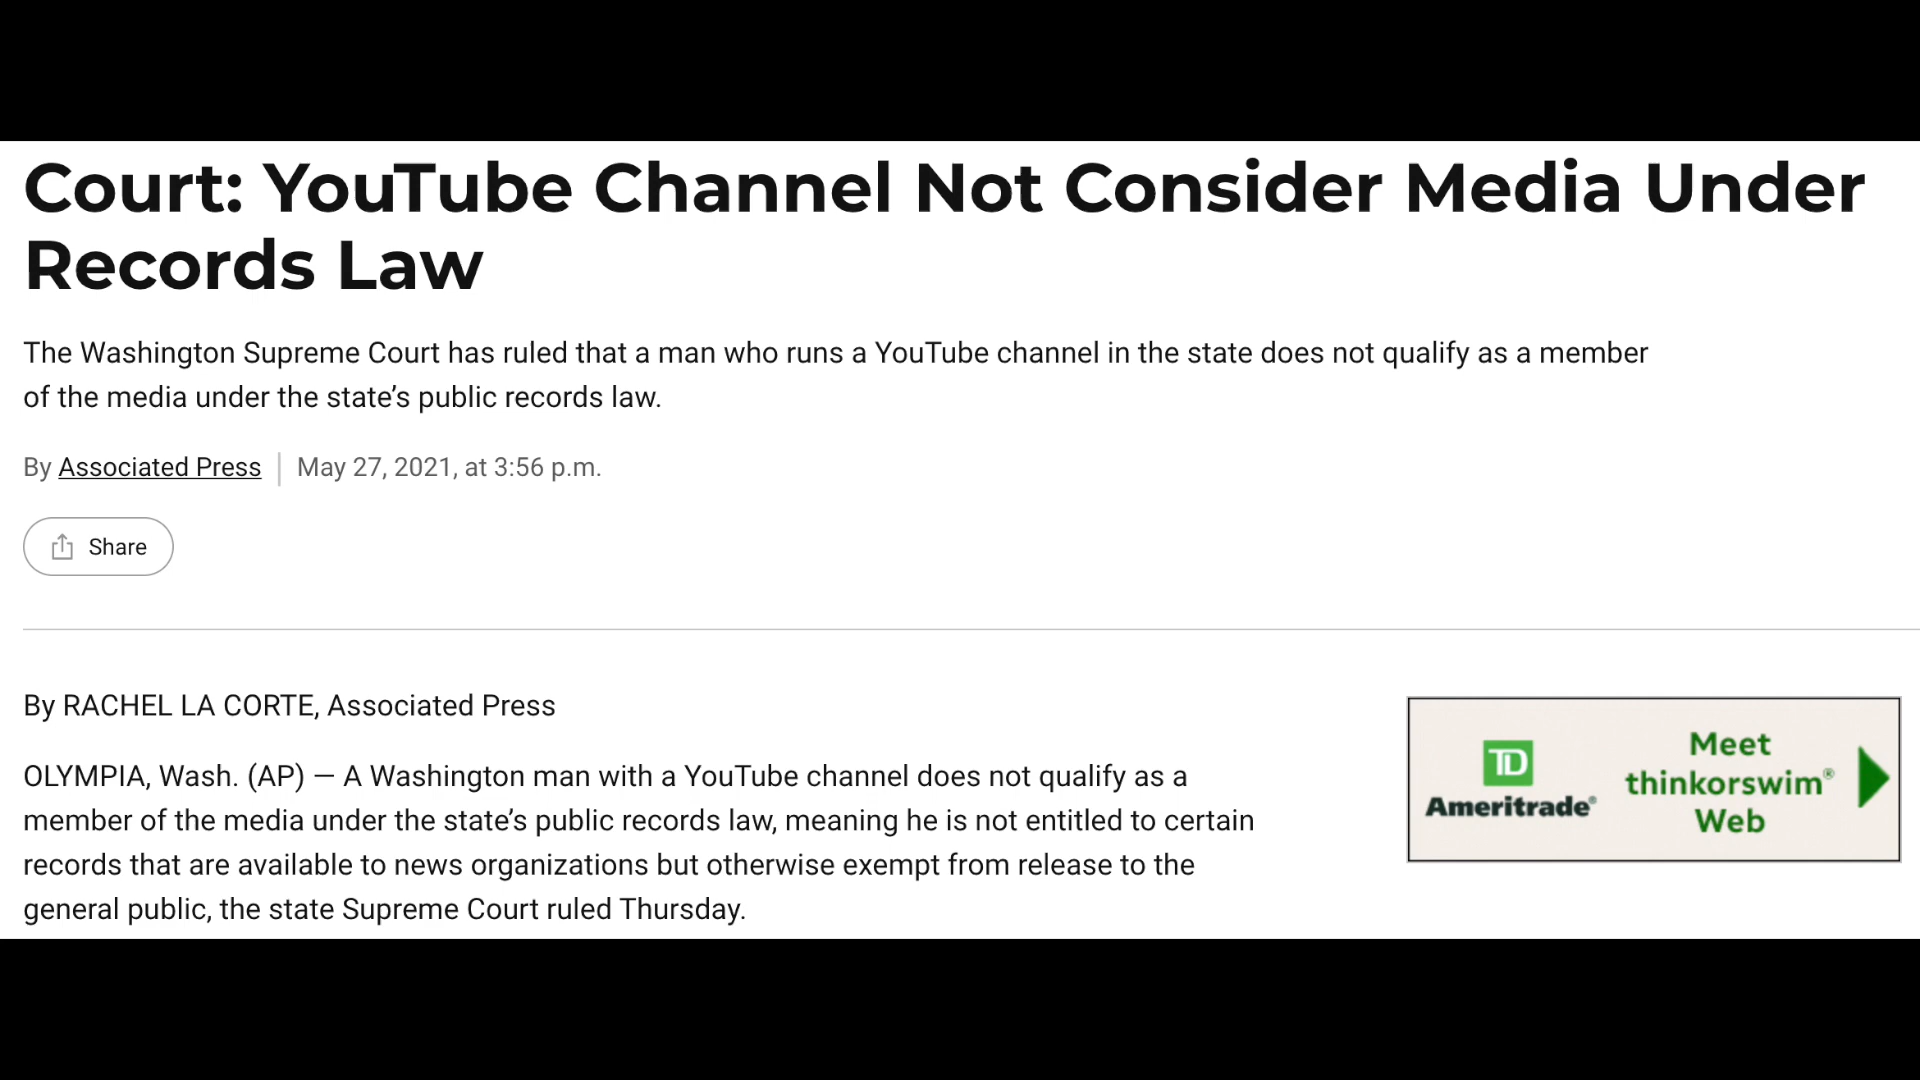 Court: YouTube Channel Not Consider Media Under
Records Law
The Washington Supreme Court has ruled that a man who runs a YouTube channel in the state does not qualify as a member
of the media under the state’s public records law.
By Associated Press | May 27, 2021, at 3:56 p.m.
Share
By RACHEL LA CORTE, Associated Press
OLYMPIA, Wash. (AP) — A Washington man with a YouTube channel does not qualify as a
member of the media under the state’s public records law, meaning he is not entitled to certain
records that are available to news organizations but otherwise exempt from release to the
general public, the state Supreme Court ruled Thursday.
TD
Ameritrade®
Meet
thinkorswim®
Web